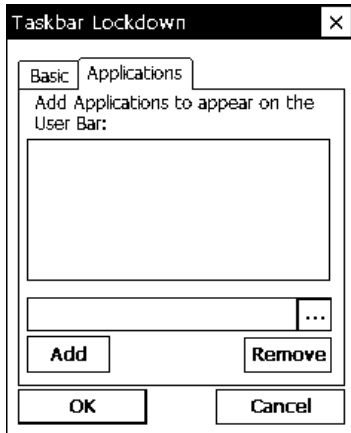 Taskbar Lockdown
Basic Applications
Add Applications to appear on the
User Bar:
...
Add Remove
OK Cancel